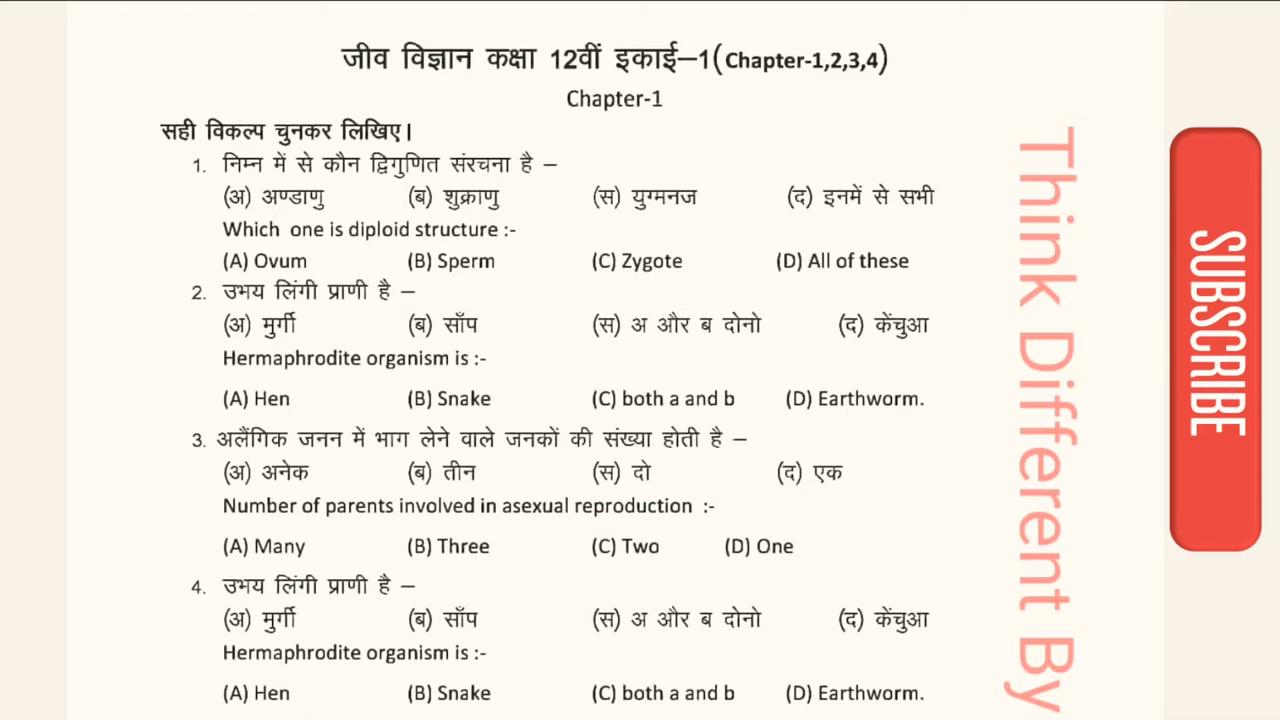 जीव विज्ञान कक्षा 12वीं इकाई–1(Chapter-1,2,3,4)
Chapter-1
सही विकल्प चुनकर लिखिए।
1. निम्न में से कौन द्विगुणित संरचना है –
(अ) अण्डाणु (ब) शुक्राणु (स) युग्मनज (द) इनमें से सभी
Which one is diploid structure :-
(A) Ovum (B) Sperm (C) Zygote (D) All of these
2. उभय लिंगी प्राणी है –
(अ) मुर्गी (ब) साँप (स) अ और ब दोनो (द) केंचुआ
Hermaphrodite organism is :-
(A) Hen (B) Snake (C) both a and b (D) Earthworm.
3. अलैंगिक जनन में भाग लेने वाले जनकों की संख्या होती है –
(अ) अनेक (ब) तीन (स) दो (द) एक
Number of parents involved in asexual reproduction :-
(A) Many (B) Three (C) Two (D) One
4. उभय लिंगी प्राणी है –
(अ) मुर्गी (ब) साँप (स) अ और ब दोनो (द) केंचुआ
Hermaphrodite organism is :-
(A) Hen (B) Snake (C) both a and b (D) Earthworm.
Think Different By
SUBSCRIBE